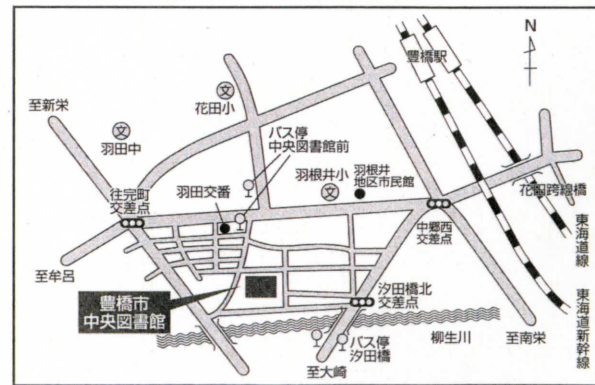 豊橋駅
N
至新栄
文
花田小
文
羽田中
バス停
中央図書館前
羽田交番
羽根井小
文
羽根井
地区市民館
往完町
交差点
中郷西
交差点
花田跨線橋
東海道線
至牟呂
豊橋市
中央図書館
汐田橋北
交差点
バス停
汐田橋
柳生川
至南栄
東海道新幹線
至大崎